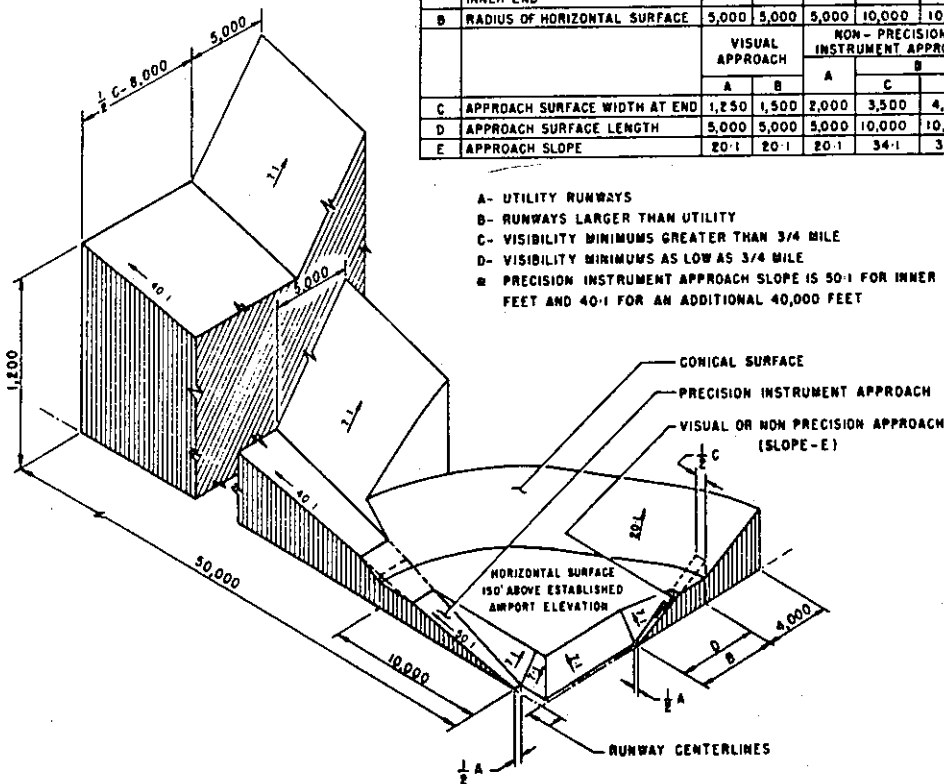 INNER END
B RADIUS OF HORIZONTAL SURFACE 5,000 5,000 5,000 10,000 10
VISUAL APPROACH NON-PRECISION INSTRUMENT APPRO
A B A B
C
C APPROACH SURFACE WIDTH AT END 1,250 1,500 2,000 3,500 4,
D APPROACH SURFACE LENGTH 5,000 5,000 5,000 10,000 10,
E APPROACH SLOPE 20:1 20:1 20:1 34:1 3
A- UTILITY RUNWAYS
B- RUNWAYS LARGER THAN UTILITY
C- VISIBILITY MINIMUMS GREATER THAN 3/4 MILE
D- VISIBILITY MINIMUMS AS LOW AS 3/4 MILE
PRECISION INSTRUMENT APPROACH SLOPE IS 50:1 FOR INNER
FEET AND 40:1 FOR AN ADDITIONAL 40,000 FEET
5,000
1/2 C-8,000
7:1
40:1
5,000
1,200
7:1
40:1
CONICAL SURFACE
PRECISION INSTRUMENT APPROACH
VISUAL OR NON PRECISION APPROACH
(SLOPE-E)
1/2 C
20:1
50,000
HORIZONTAL SURFACE
150' ABOVE ESTABLISHED
AIRPORT ELEVATION
50:1
7:1
7:1
7:1
7:1
10,000
4,000
D
B
1/2 A
RUNWAY CENTERLINES
1/2 A